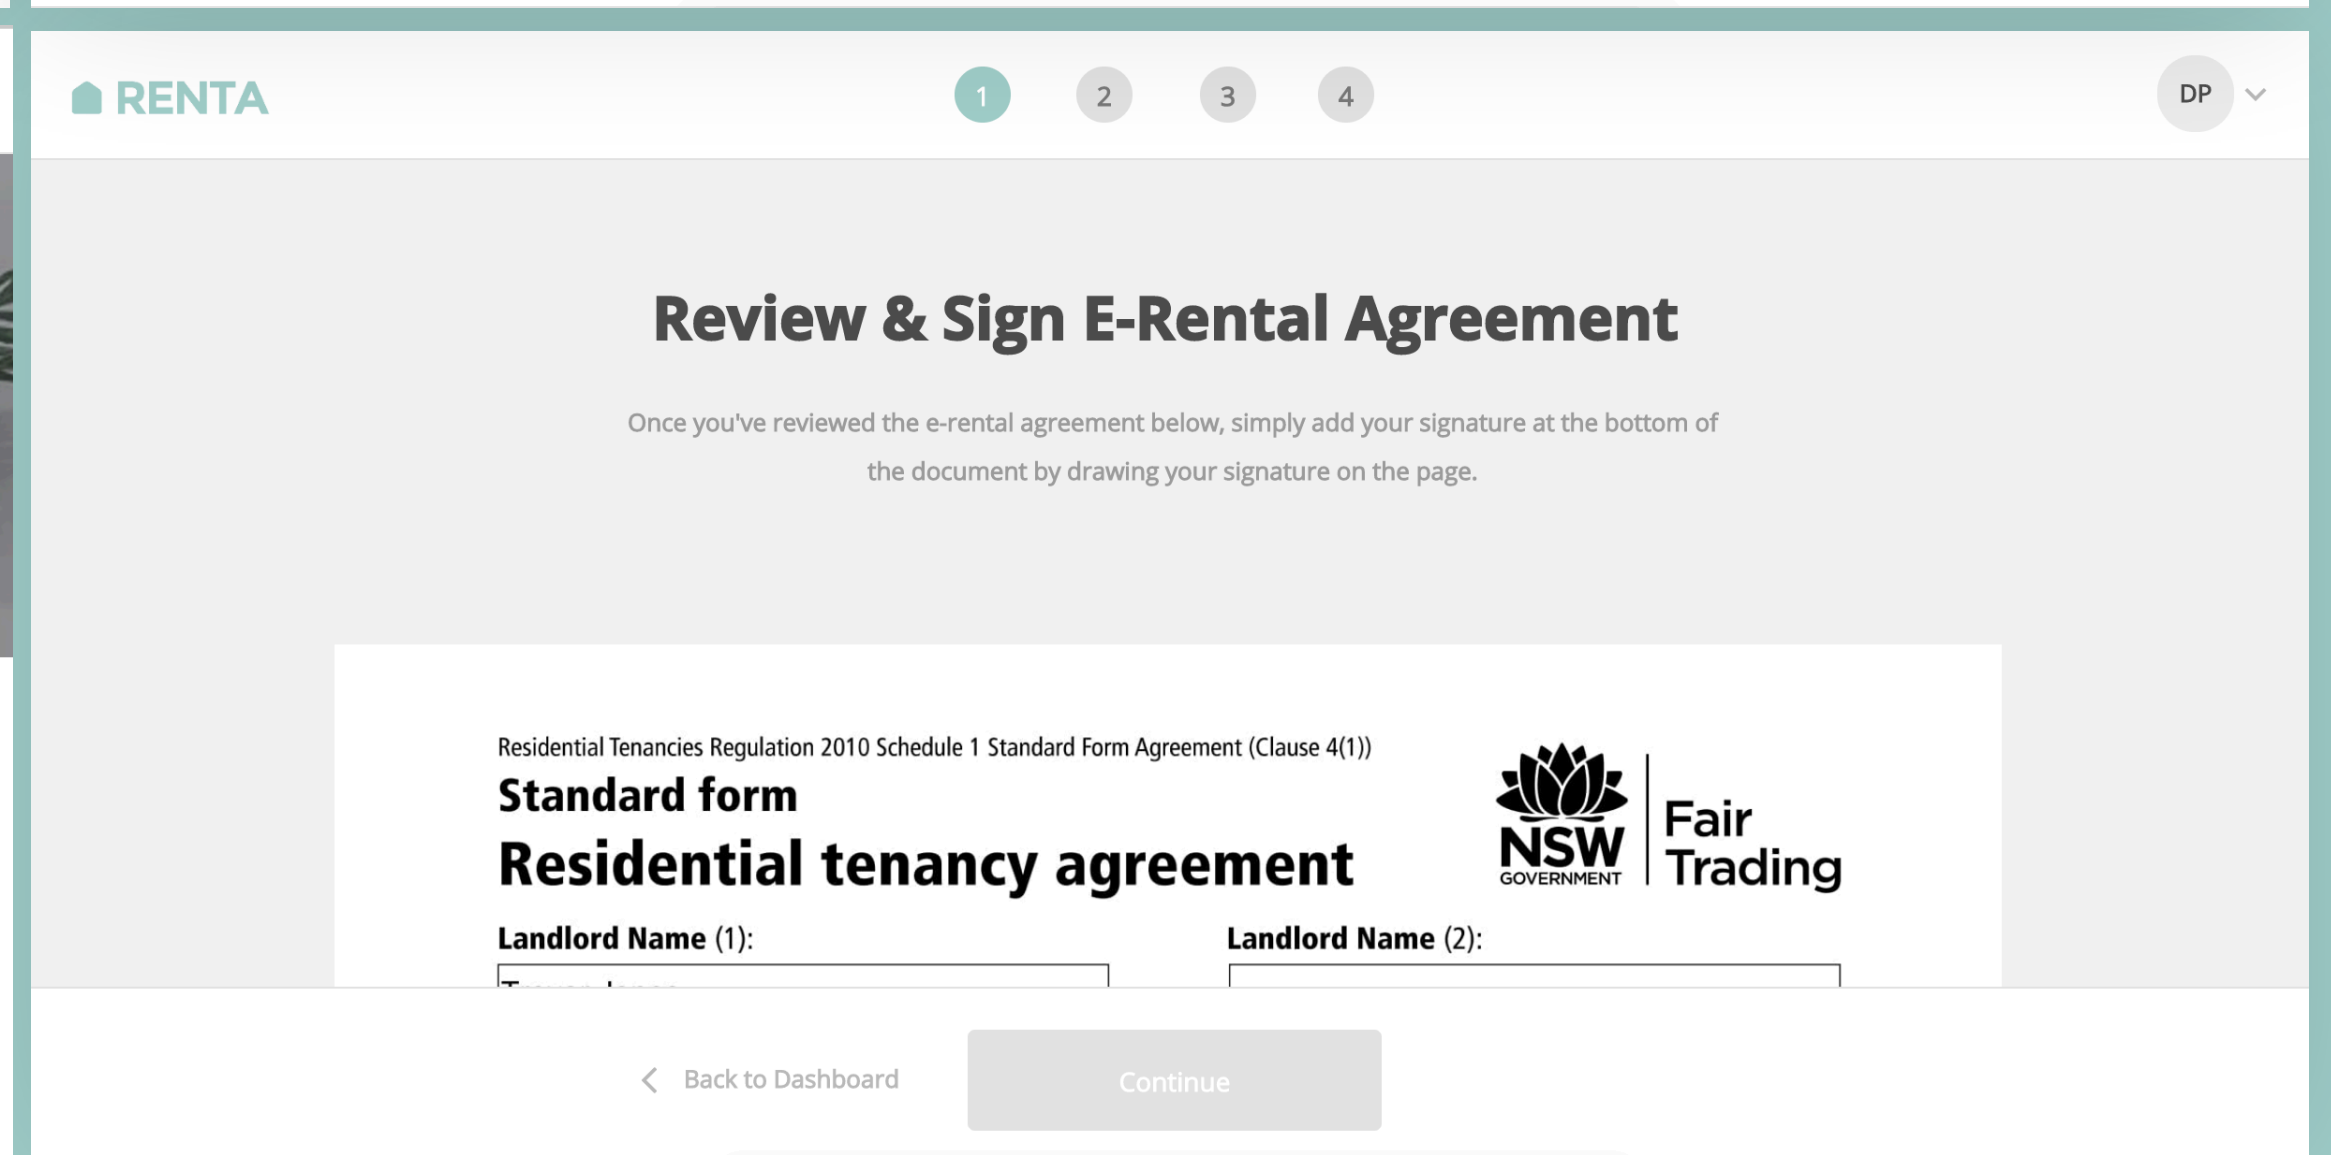 RENTA
1 2 3 4
DP
Review & Sign E-Rental Agreement
Once you've reviewed the e-rental agreement below, simply add your signature at the bottom of
the document by drawing your signature on the page.
Residential Tenancies Regulation 2010 Schedule 1 Standard Form Agreement (Clause 4(1))
Standard form
Residential tenancy agreement
NSW
GOVERNMENT
Fair
Trading
Landlord Name (1):
Landlord Name (2):
Back to Dashboard
Continue